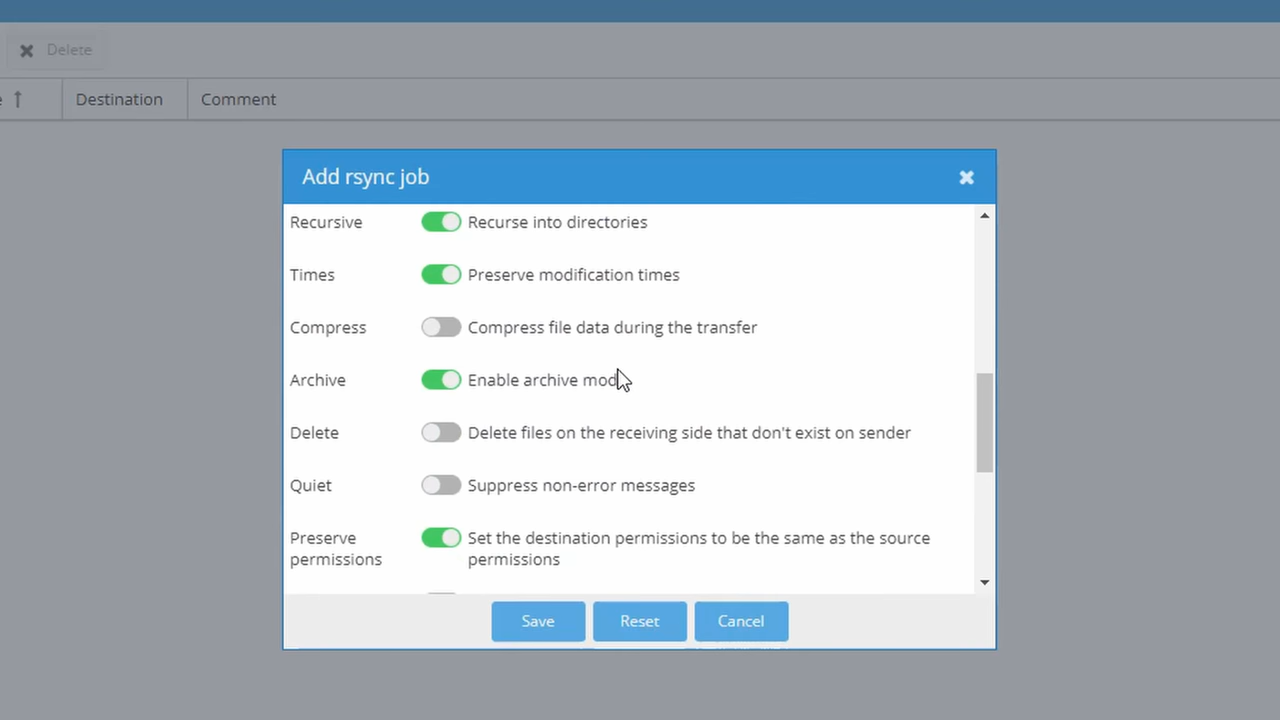 Delete
Destination Comment
Add rsync job
Recursive Recurse into directories
Times Preserve modification times
Compress Compress file data during the transfer
Archive Enable archive mod
Delete Delete files on the receiving side that don't exist on sender
Quiet Suppress non-error messages
Preserve permissions Set the destination permissions to be the same as the source permissions
Save Reset Cancel